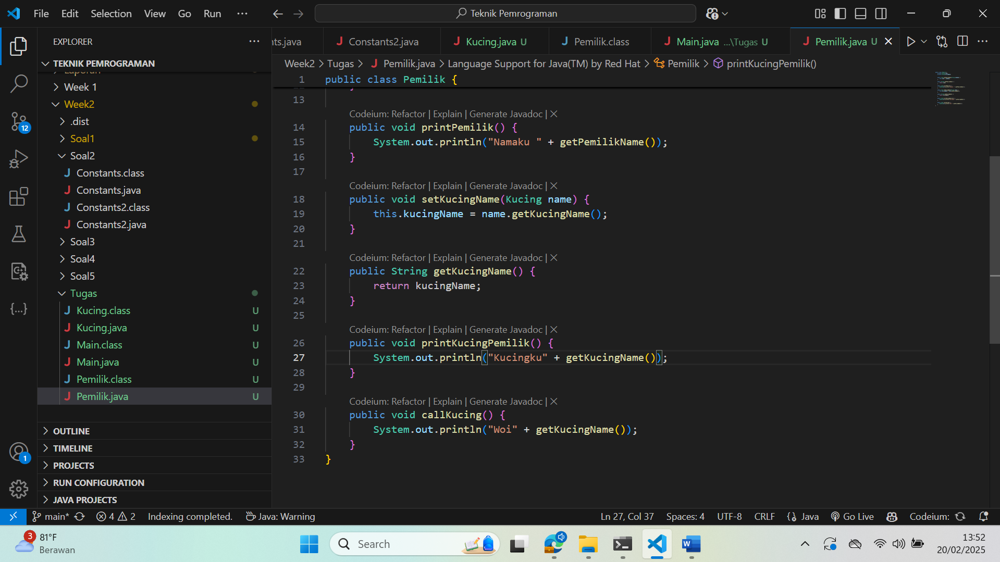 File Edit Selection View Go Run ···
Teknik Pemrograman
EXPLORER
nts.java Constants2.java Kucing.java U Pemilik.class Main.java ...\Tugas U Pemilik.java U
TEKNIK PEMROGRAMAN
Week2 > Tugas > Pemilik.java > Language Support for Java(TM) by Red Hat > Pemilik > printKucingPemilik()
Laporan
Week 1
Week2
.dist
Soal1
Soal2
Constants.class
Constants.java
Constants2.class
Constants2.java
Soal3
Soal4
Soal5
Tugas
Kucing.class U
Kucing.java U
Main.class U
Main.java U
Pemilik.class U
Pemilik.java U
OUTLINE
TIMELINE
PROJECTS
RUN CONFIGURATION
JAVA PROJECTS
12
1
1 public class Pemilik {
13
Codeium: Refactor | Explain | Generate Javadoc | ×
14 public void printPemilik() {
15 System.out.println("Namaku " + getPemilikName());
16 }
17
Codeium: Refactor | Explain | Generate Javadoc | ×
18 public void setKucingName(Kucing name) {
19 this.kucingName = name.getKucingName();
20 }
21
Codeium: Refactor | Explain | Generate Javadoc | ×
22 public String getKucingName() {
23 return kucingName;
24 }
25
Codeium: Refactor | Explain | Generate Javadoc | ×
26 public void printKucingPemilik() {
27 System.out.println("Kucingku" + getKucingName());
28 }
29
Codeium: Refactor | Explain | Generate Javadoc | ×
30 public void callKucing() {
31 System.out.println("Woi" + getKucingName());
32 }
33 }
main* 4 2 Indexing completed. Java: Warning Ln 27, Col 37 Spaces: 4 UTF-8 CRLF {} Java Go Live Codeium:
3 81°F
Berawan
Search
13:52
20/02/2025